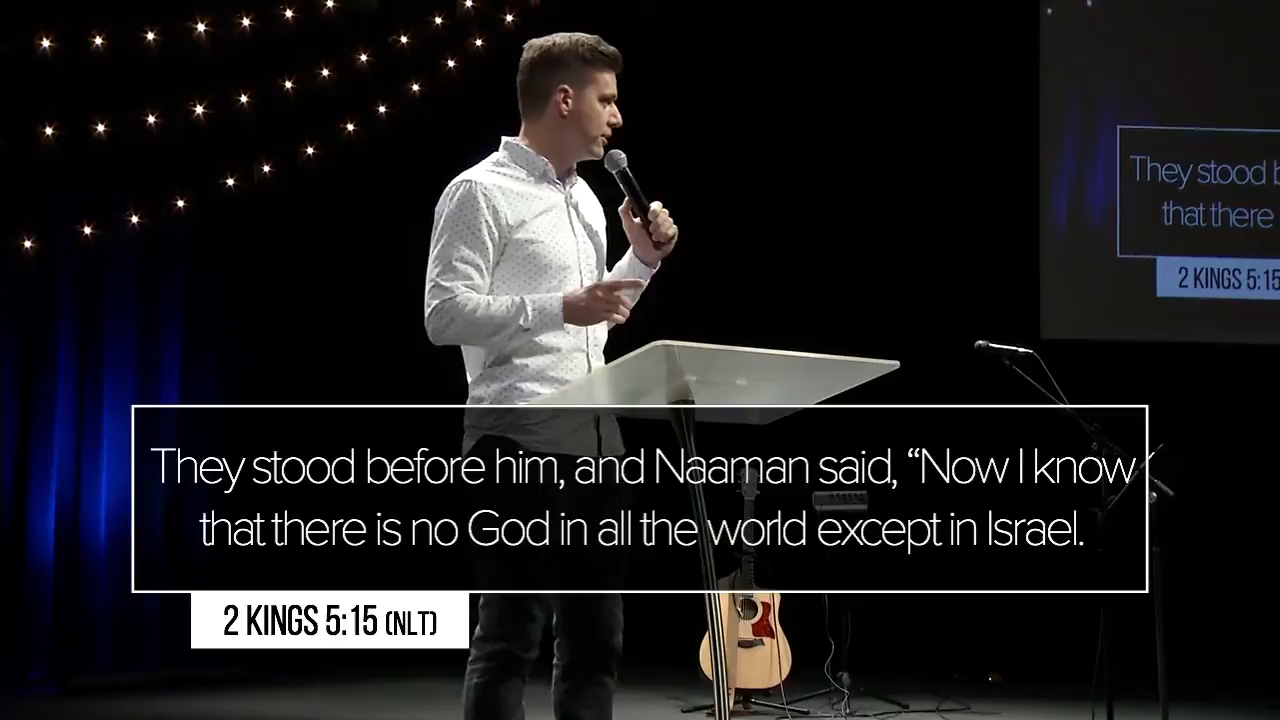 They stood b
that there
2 KINGS 5:15
They stood before him, and Naaman said, “Now I know
that there is no God in all the world except in Israel.
2 KINGS 5:15 (NLT)